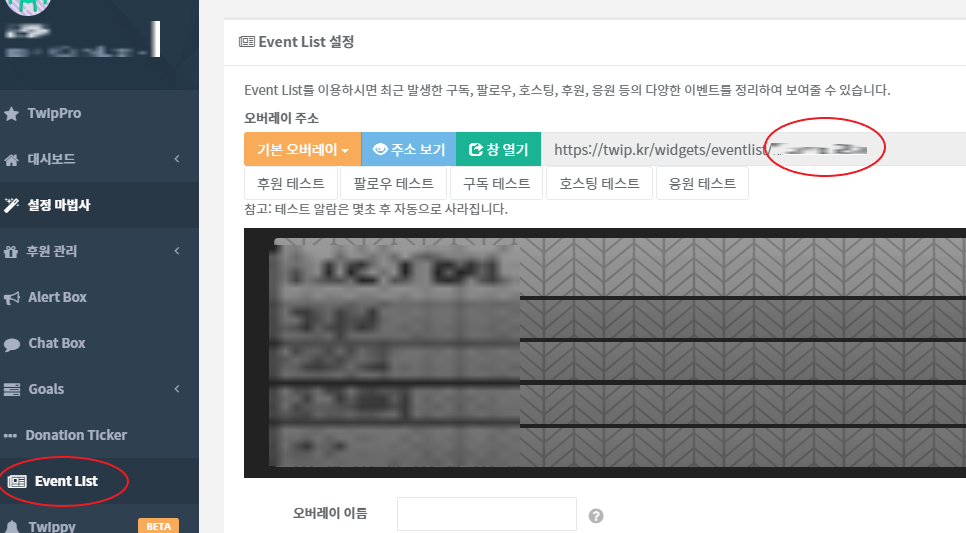 Event List 설정
Event List를 이용하시면 최근 발생한 구독, 팔로우, 호스팅, 후원, 응원 등의 다양한 이벤트를 정리하여 보여줄 수 있습니다.
오버레이 주소
기본 오버레이 주소 보기 창 열기 https://twip.kr/widgets/eventlist/
후원 테스트 팔로우 테스트 구독 테스트 호스팅 테스트 응원 테스트
참고: 테스트 알람은 몇초 후 자동으로 사라집니다.
오버레이 이름
TwipPro
대시보드
설정 마법사
후원 관리
Alert Box
Chat Box
Goals
Donation Ticker
Event List
Twippy BETA